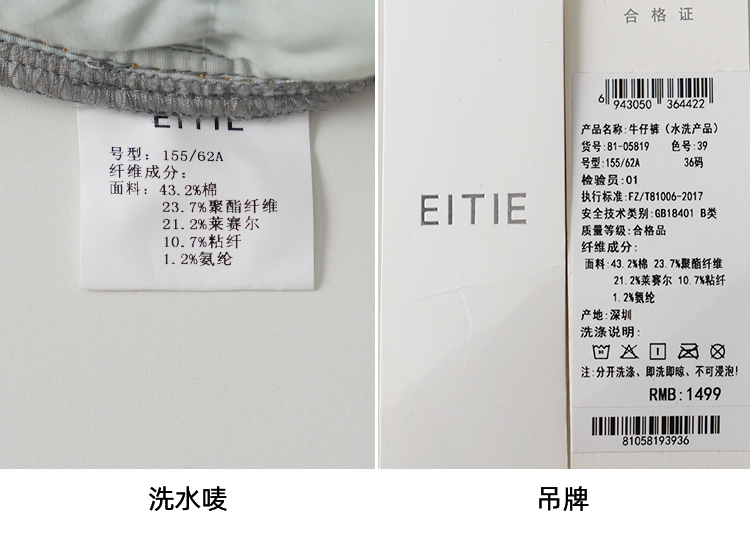 EITIE
号型: 155/62A
纤维成分:
面料: 43.2%棉
23.7%聚酯纤维
21.2%莱赛尔
10.7%粘纤
1.2%氨纶
洗水唛
EITIE
合格证
6 943050 364422
产品名称:牛仔裤 (水洗产品)
货号:81-05819 色号:39
号型:155/62A 36码
检验员:01
执行标准:FZ/T81006-2017
安全技术类别:GB18401 B类
质量等级:合格品
纤维成分:
面料:43.2%棉 23.7%聚酯纤维
21.2%莱赛尔 10.7%粘纤
1.2%氨纶
产地:深圳
洗涤说明:
注:分开洗涤、即洗即晾、不可浸泡!
RMB:1499
81058193936
吊牌